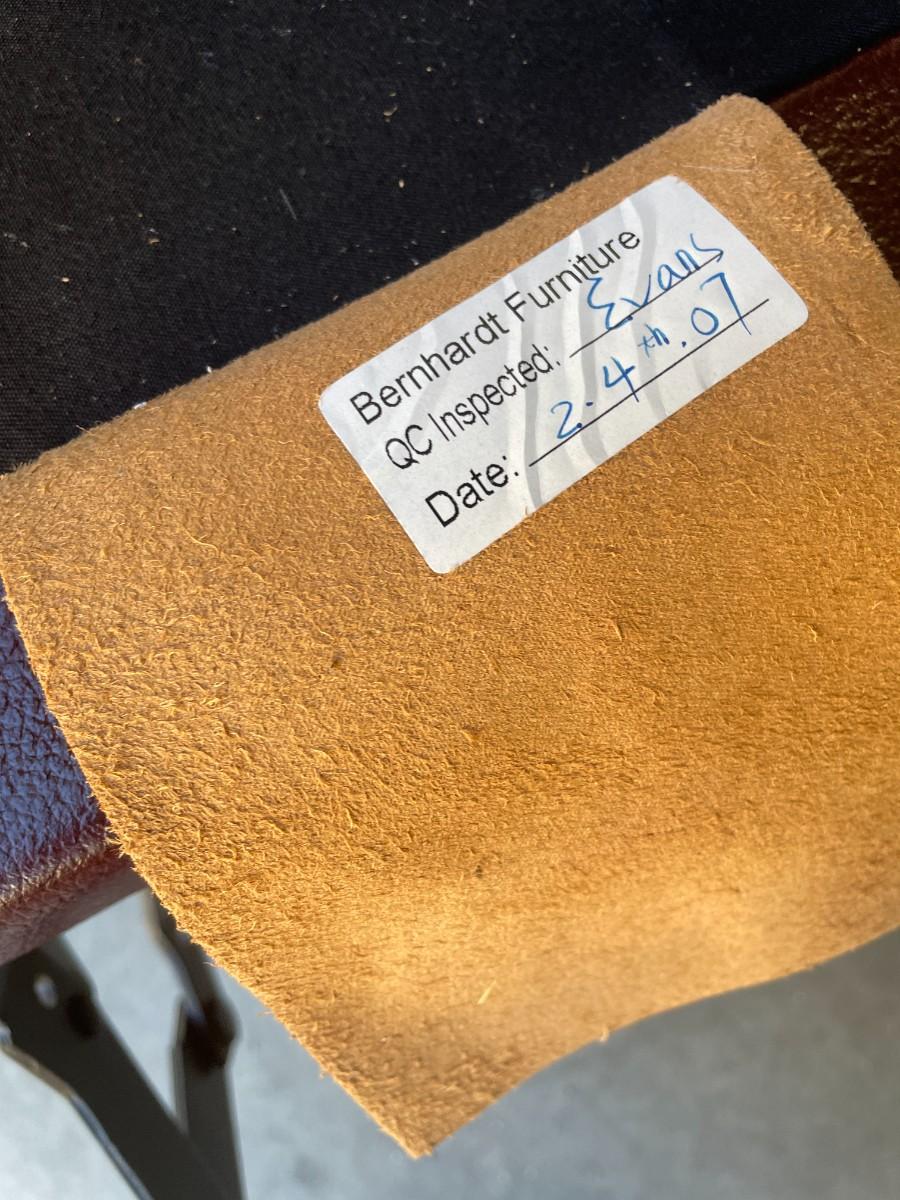 Bernhardt Furniture
QC Inspected: Evans
Date: 2.4th.07